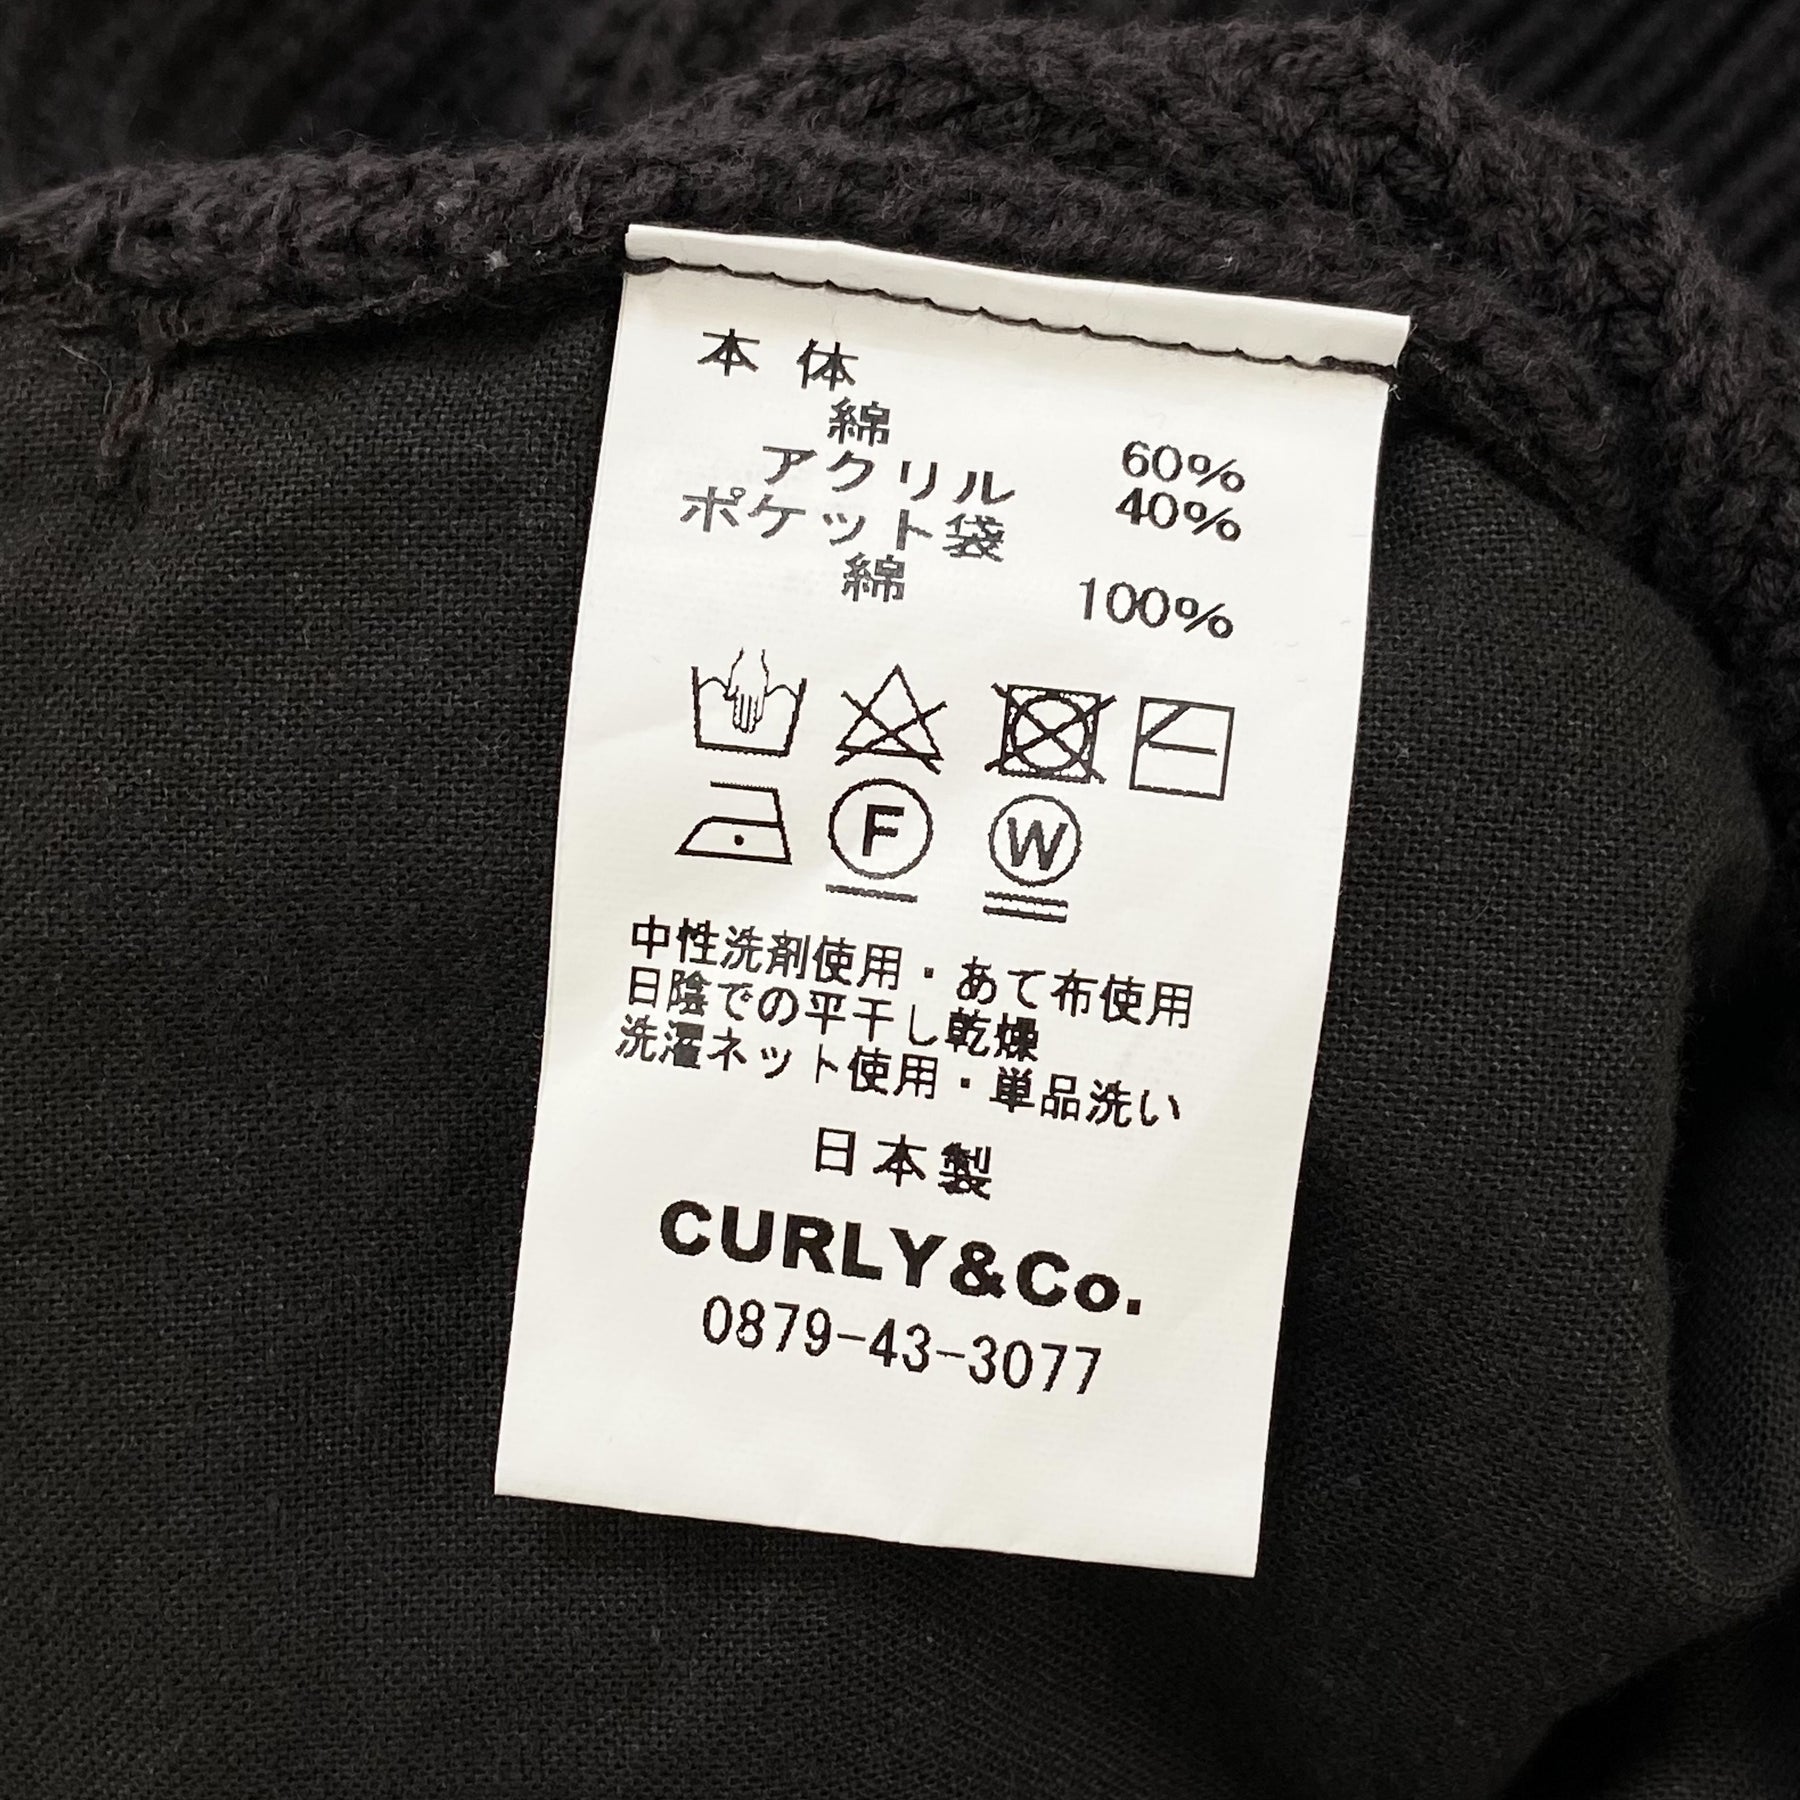 本 体
綿 60%
アクリル 40%
ポケット袋
綿 100%
F W
中性洗剤使用・あて布使用
日陰での平干し乾燥
洗濯ネット使用・単品洗い
日本製
CURLY&Co.
0879-43-3077